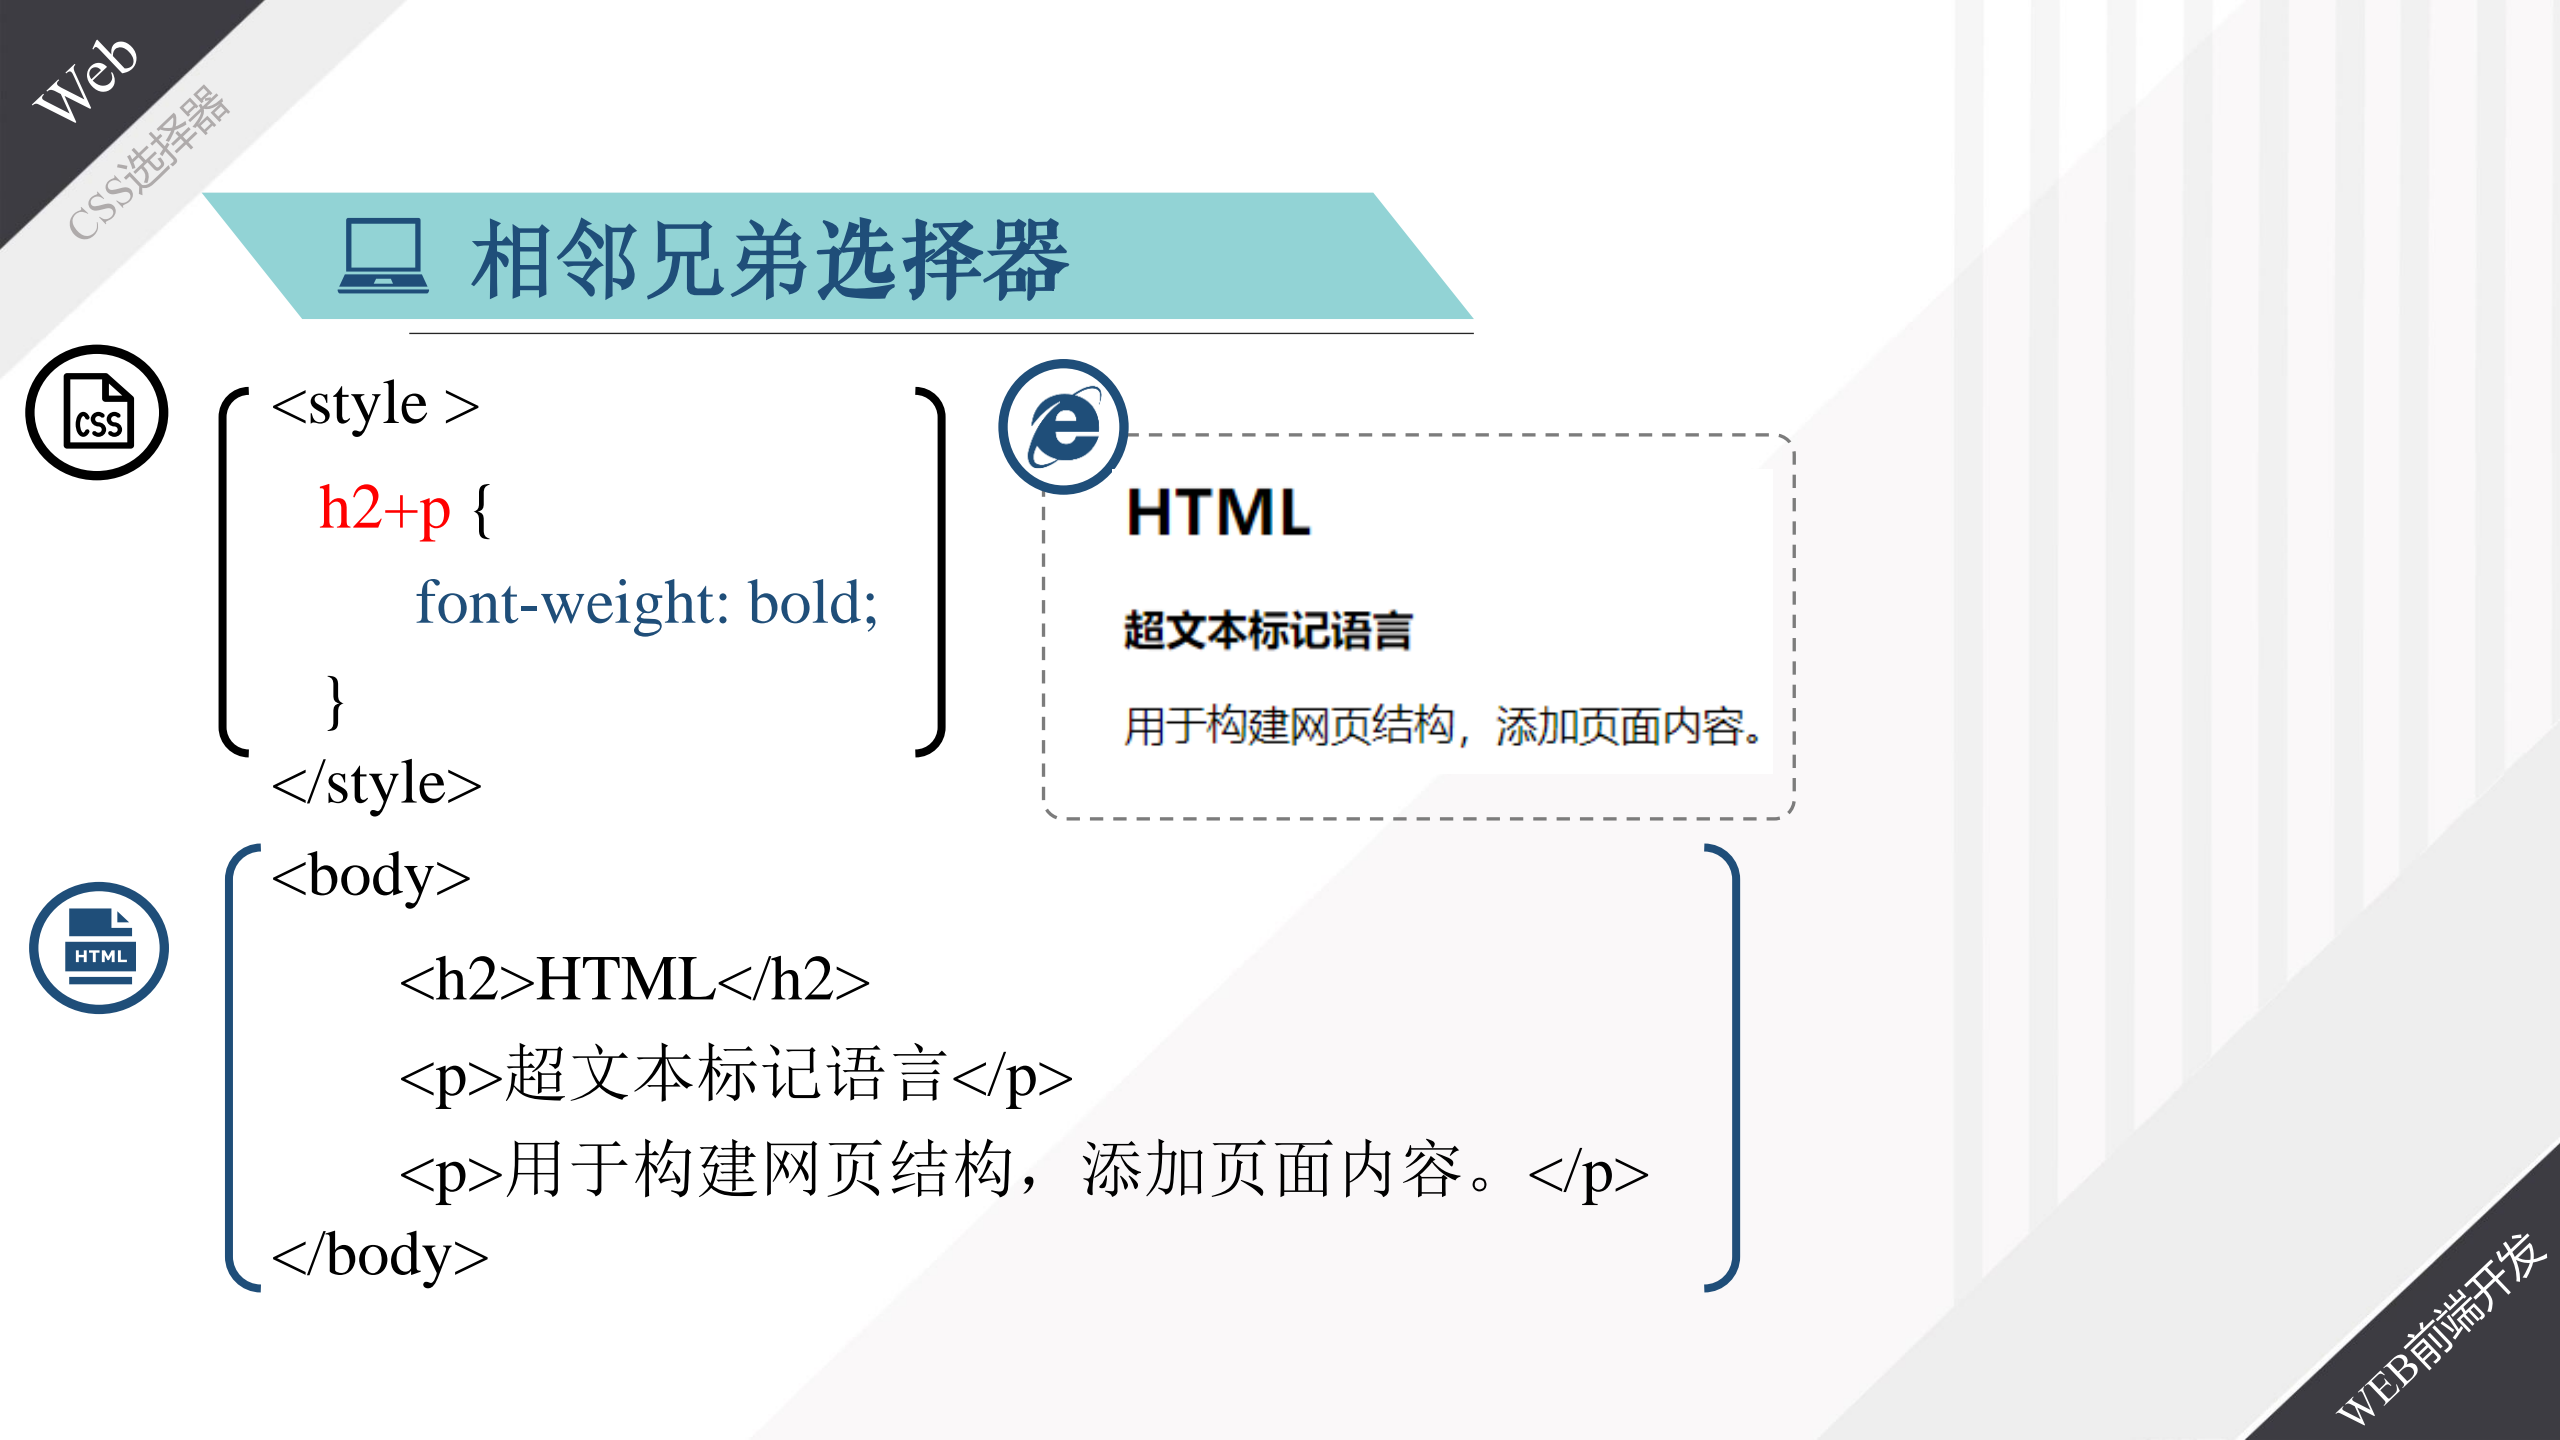 Web
CSS选择器
相邻兄弟选择器
CSS
<style >
h2+p {
font-weight: bold;
}
</style>
HTML
超文本标记语言
用于构建网页结构，添加页面内容。
HTML
<body>
<h2>HTML</h2>
<p>超文本标记语言</p>
<p>用于构建网页结构，添加页面内容。</p>
</body>
WEB前端开发